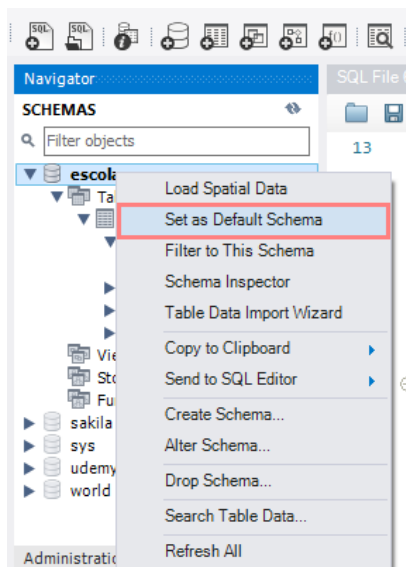 SQL
SQL
Navigator
SQL File
SCHEMAS
Filter objects
13
escola
Load Spatial Data
Set as Default Schema
Filter to This Schema
Schema Inspector
Table Data Import Wizard
Copy to Clipboard
Send to SQL Editor
Create Schema...
Alter Schema...
Drop Schema...
Search Table Data...
Refresh All
Ta
Vie
Sto
Fu
sakila
sys
udemy
world
Administratio